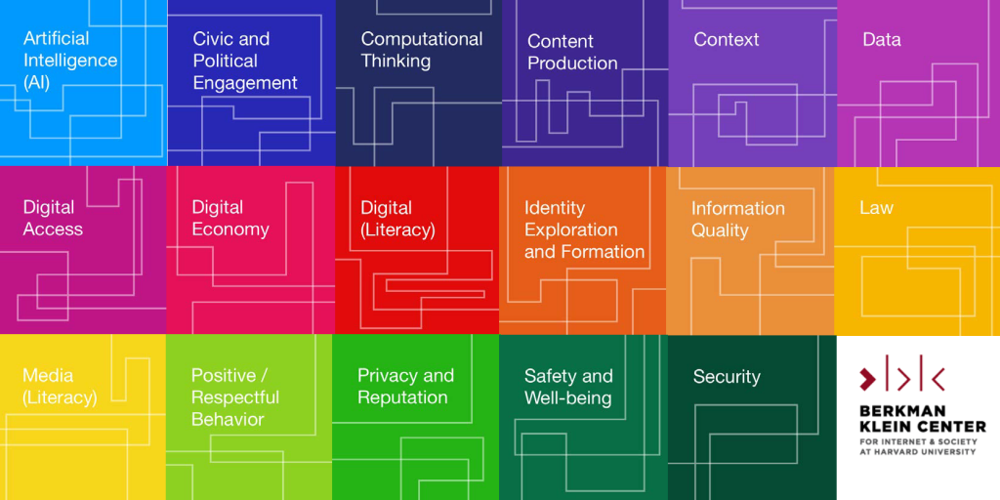 Artificial
Intelligence
(AI)
Civic and
Political
Engagement
Computational
Thinking
Content
Production
Context
Data
Digital
Access
Digital
Economy
Digital
(Literacy)
Identity
Exploration
and Formation
Information
Quality
Law
Media
(Literacy)
Positive /
Respectful
Behavior
Privacy and
Reputation
Safety and
Well-being
Security
BERKMAN
KLEIN CENTER
FOR INTERNET & SOCIETY
AT HARVARD UNIVERSITY